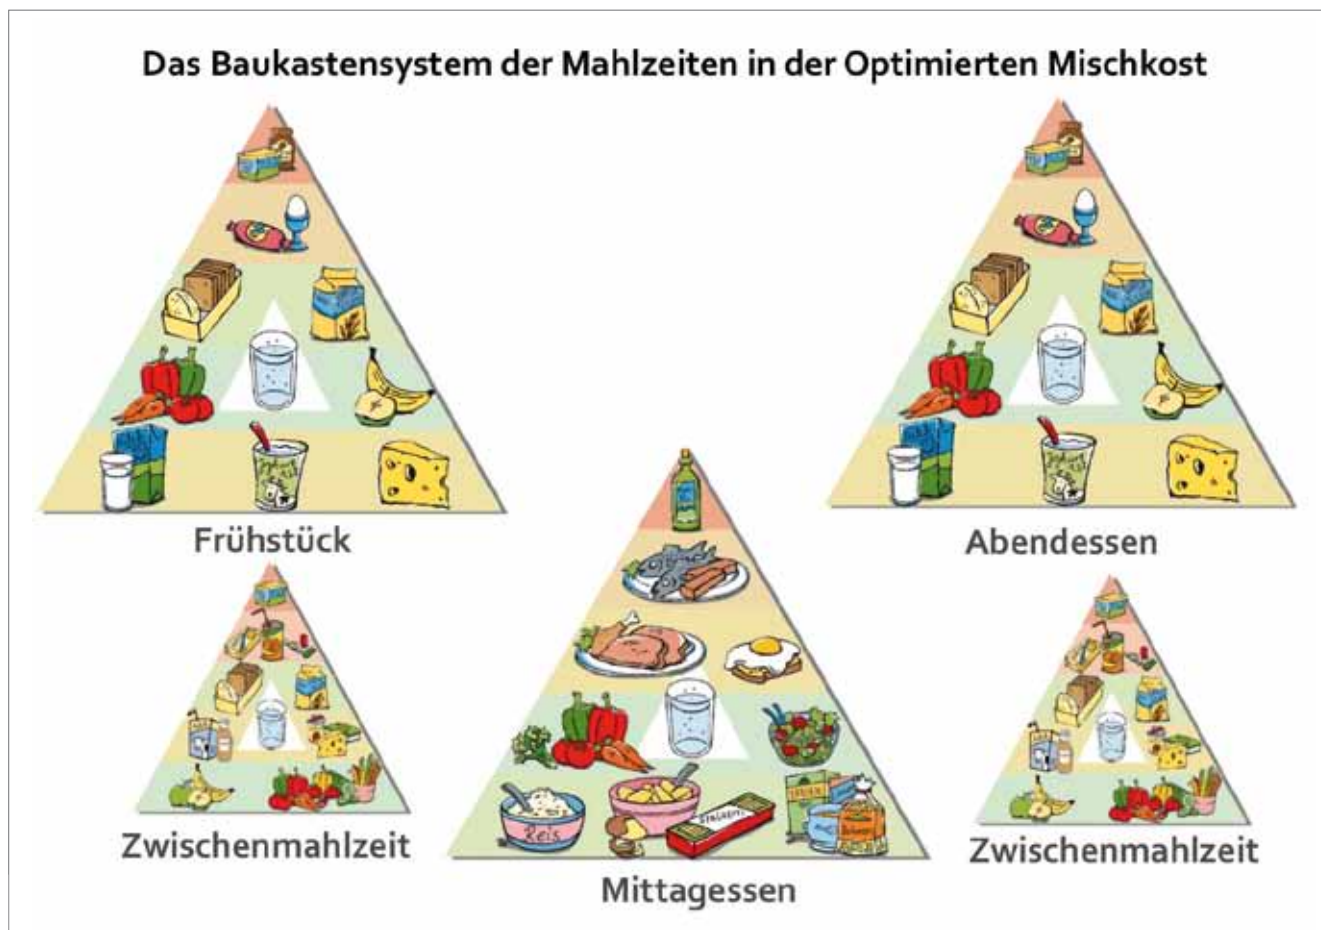 Das Baukastensystem der Mahlzeiten in der Optimierten Mischkost
Frühstück
Abendessen
Zwischenmahlzeit
Reis
Mittagessen
Zwischenmahlzeit